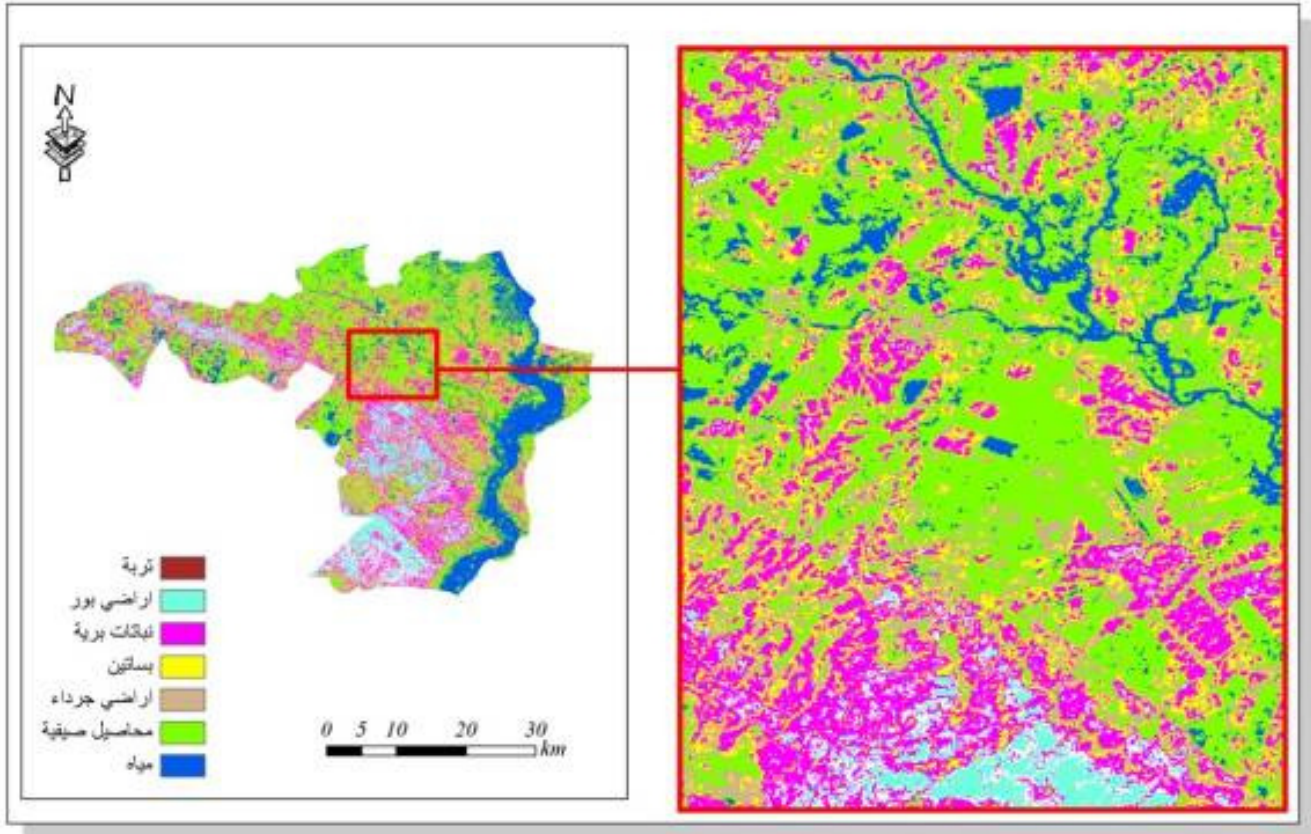 N
تربة
اراضي بور
نباتات برية
بساتين
اراضي جرداء
محاصيل صيفية
مياه
0 5 10 20 30
km